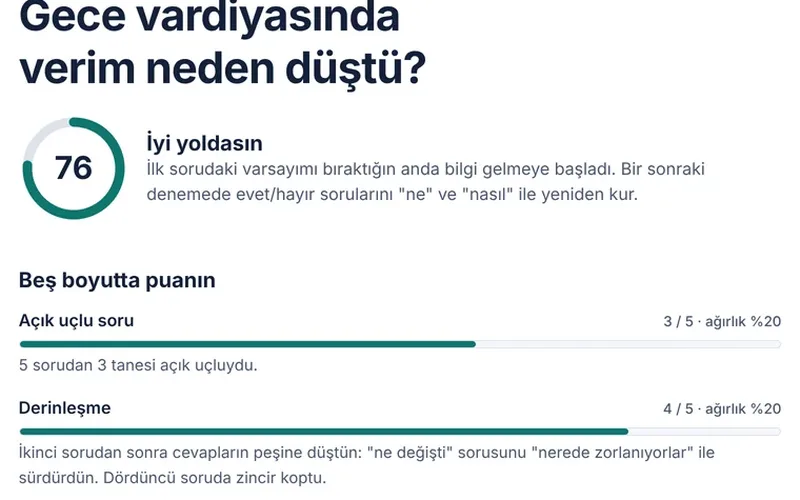 Gece vardiyasında
verim neden düştü?
76
İyi yoldasın
İlk sorudaki varsayımı bıraktığın anda bilgi gelmeye başladı. Bir sonraki
denemede evet/hayır sorularını "ne" ve "nasıl" ile yeniden kur.
Beş boyutta puanın
Açık uçlu soru
3 / 5 · ağırlık %20
5 sorudan 3 tanesi açık uçluydu.
Derinleşme
4 / 5 · ağırlık %20
İkinci sorudan sonra cevapların peşine düştün: "ne değişti" sorusunu "nerede zorlanıyorlar" ile
sürdürdün. Dördüncü soruda zincir koptu.